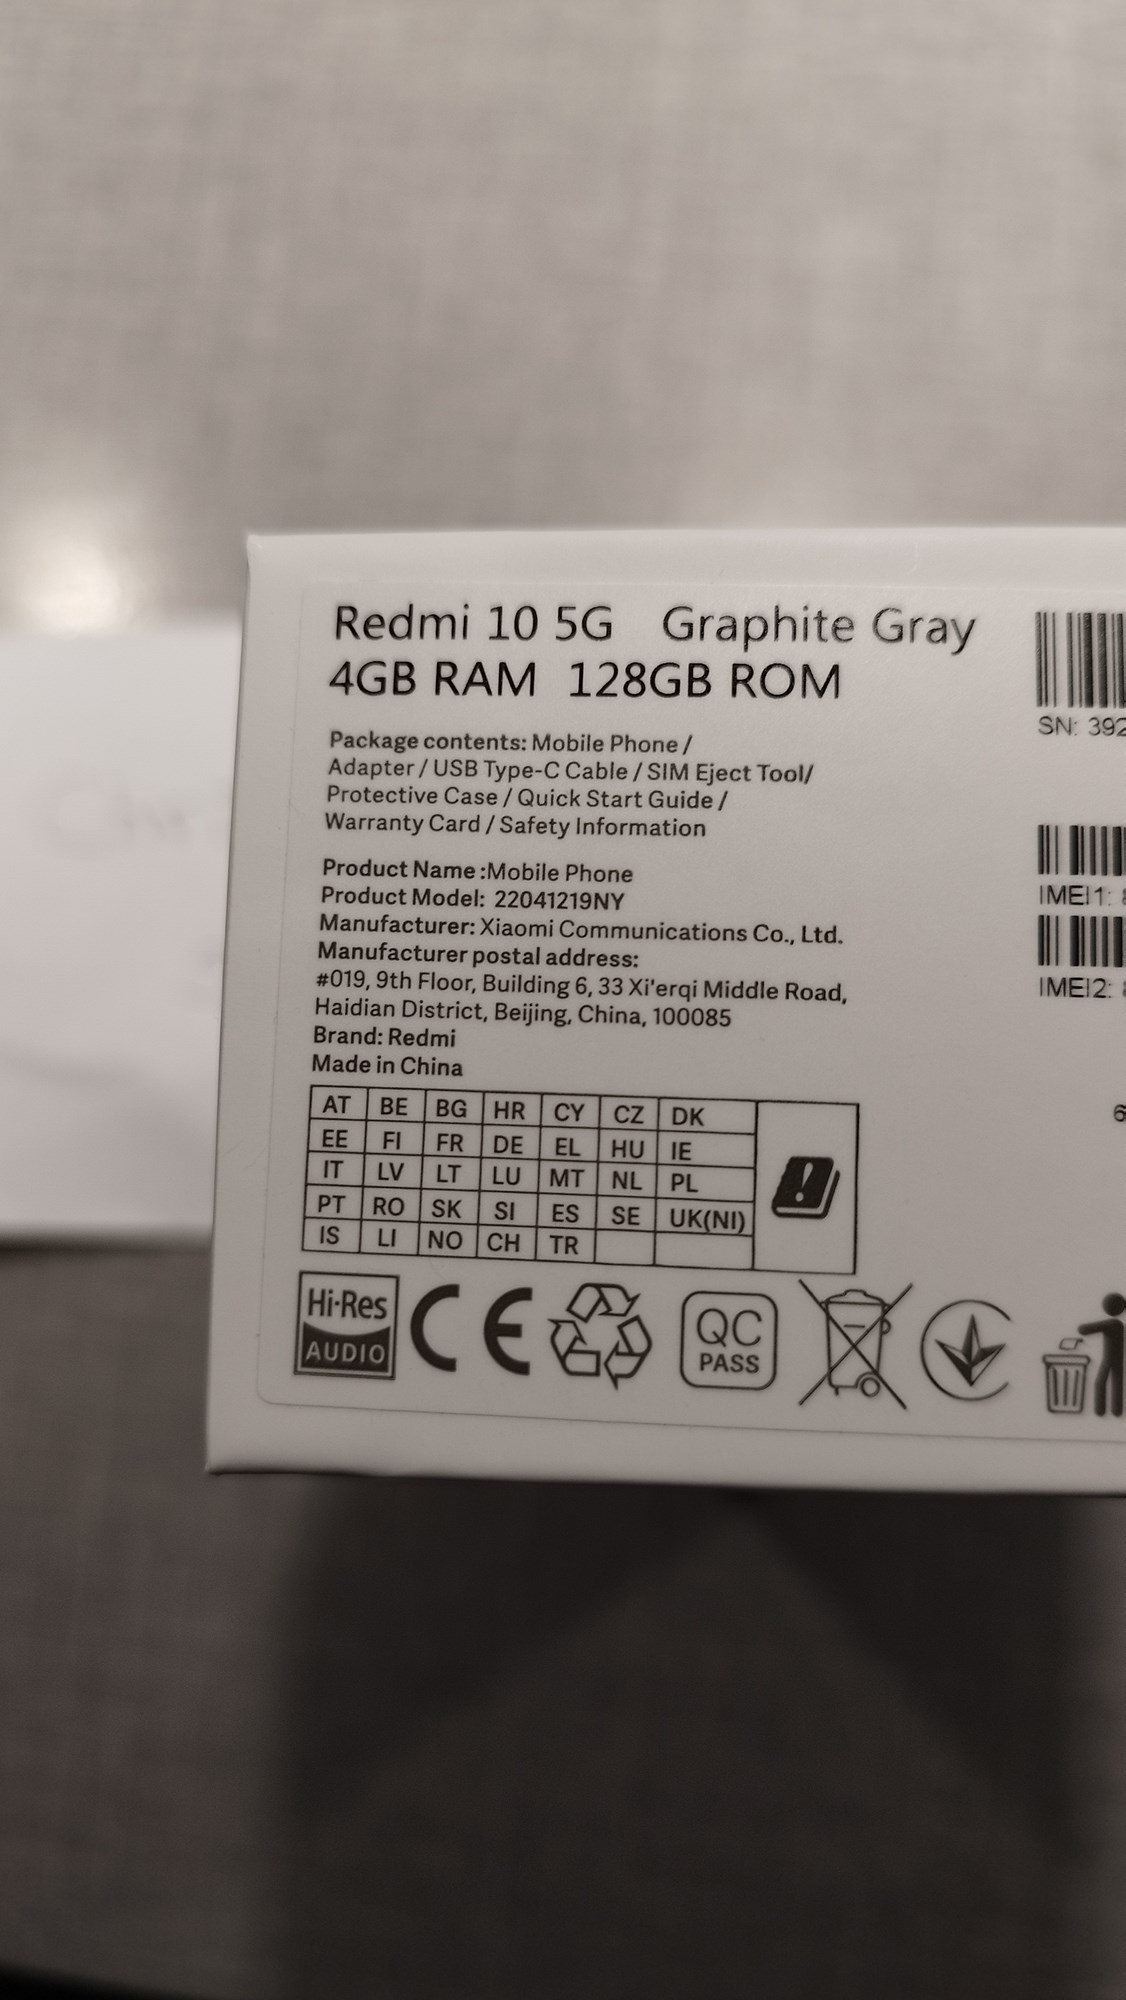 Redmi 10 5G Graphite Gray
4GB RAM 128GB ROM
Package contents: Mobile Phone /
Adapter / USB Type-C Cable / SIM Eject Tool/
Protective Case / Quick Start Guide /
Warranty Card / Safety Information
Product Name :Mobile Phone
Product Model: 22041219NY
Manufacturer: Xiaomi Communications Co., Ltd.
Manufacturer postal address:
#019, 9th Floor, Building 6, 33 Xi'erqi Middle Road,
Haidian District, Beijing, China, 100085
Brand: Redmi
Made in China
AT BE BG HR CY CZ DK
EE FI FR DE EL HU IE
IT LV LT LU MT NL PL
PT RO SK SI ES SE UK(NI)
IS LI NO CH TR
Hi-Res
AUDIO
CE
QC
PASS
SN: 392
IMEI1:
IMEI2:
6